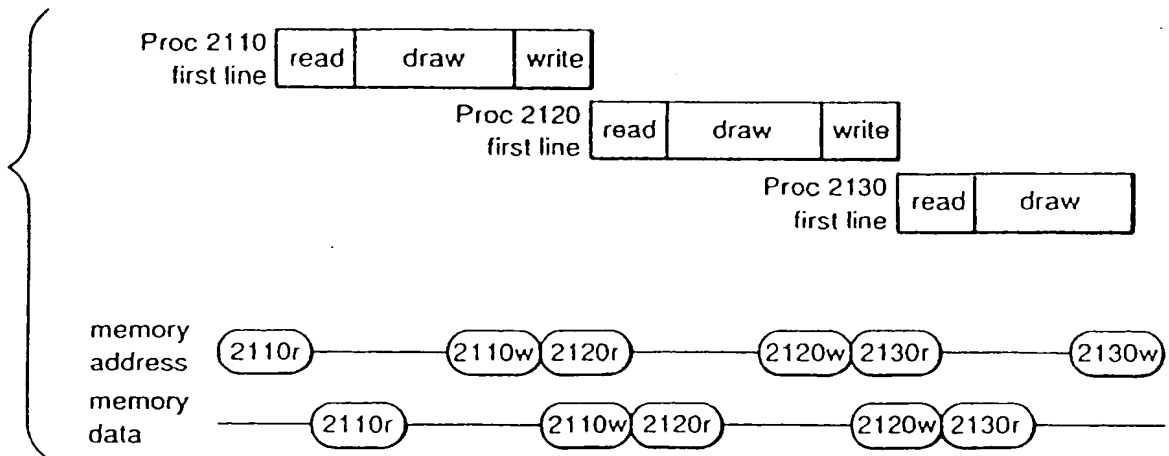 Proc 2110
first line
read draw write
Proc 2120
first line
read draw write
Proc 2130
first line
read draw
memory
address
2110r 2110w 2120r 2120w 2130r 2130w
memory
data
2110r 2110w 2120r 2120w 2130r